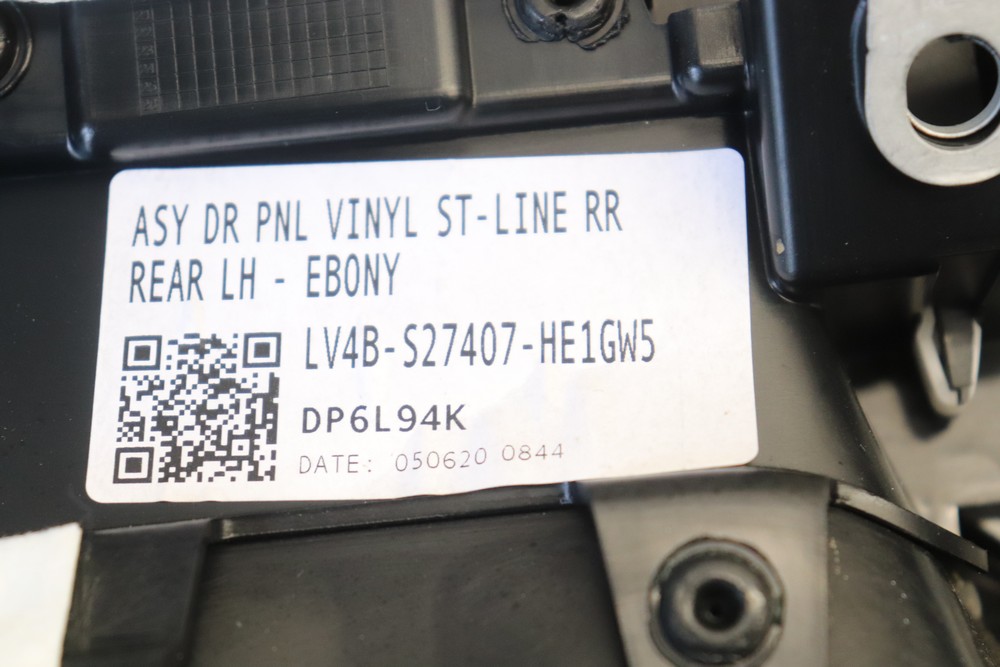 ASY DR PNL VINYL ST-LINE RR
REAR LH - EBONY
LV4B-S27407-HE1GW5
DP6L94K
DATE: 050620 0844